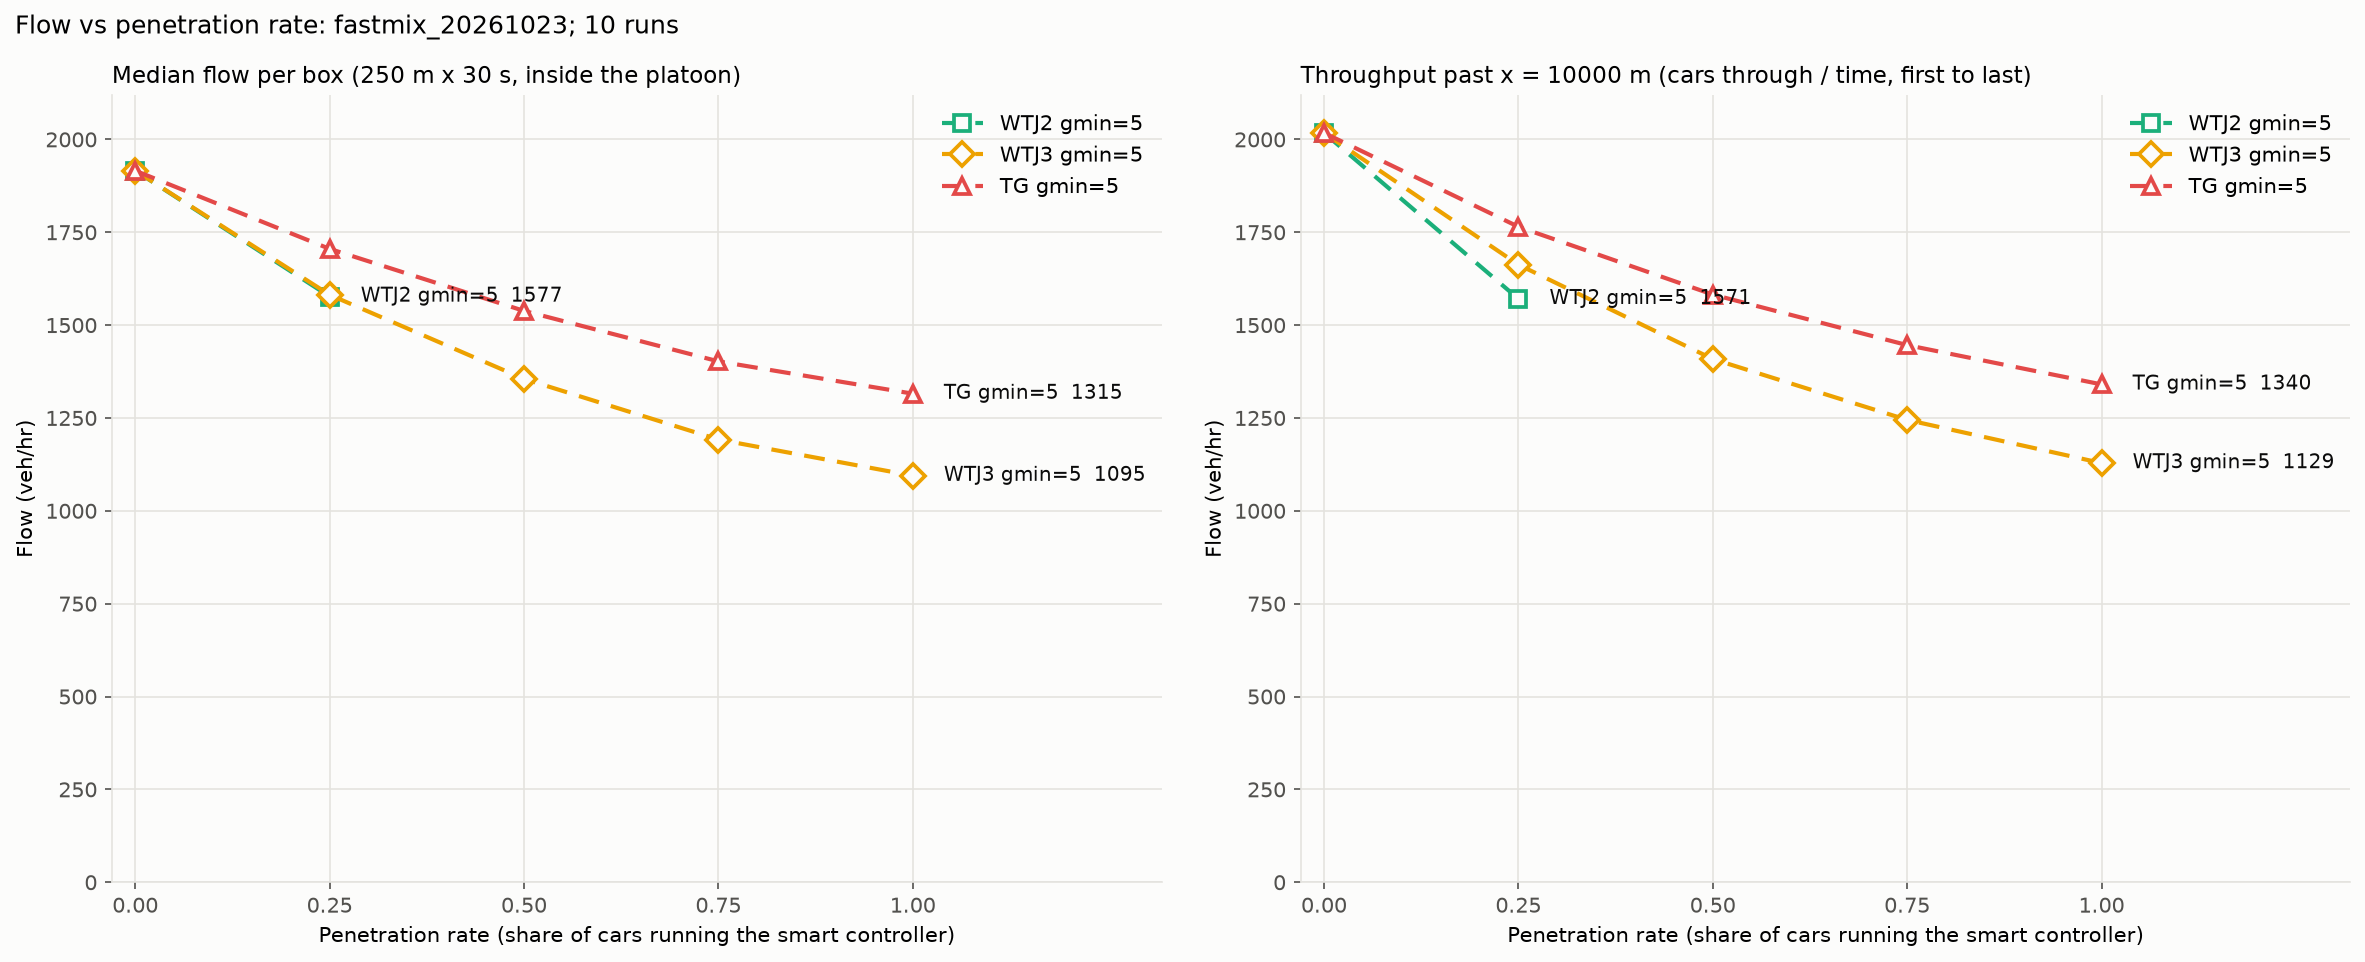 Flow vs penetration rate: fastmix_20261023; 10 runs
Median flow per box (250 m x 30 s, inside the platoon)
Flow (veh/hr)
2000
1750
1500
1250
1000
750
500
250
0
0.00 0.25 0.50 0.75 1.00
Penetration rate (share of cars running the smart controller)
WTJ2 gmin=5
WTJ3 gmin=5
TG gmin=5
WTJ2 gmin=5 1577
TG gmin=5 1315
WTJ3 gmin=5 1095
Throughput past x = 10000 m (cars through / time, first to last)
Flow (veh/hr)
2000
1750
1500
1250
1000
750
500
250
0
0.00 0.25 0.50 0.75 1.00
Penetration rate (share of cars running the smart controller)
WTJ2 gmin=5
WTJ3 gmin=5
TG gmin=5
WTJ2 gmin=5 1571
TG gmin=5 1340
WTJ3 gmin=5 1129